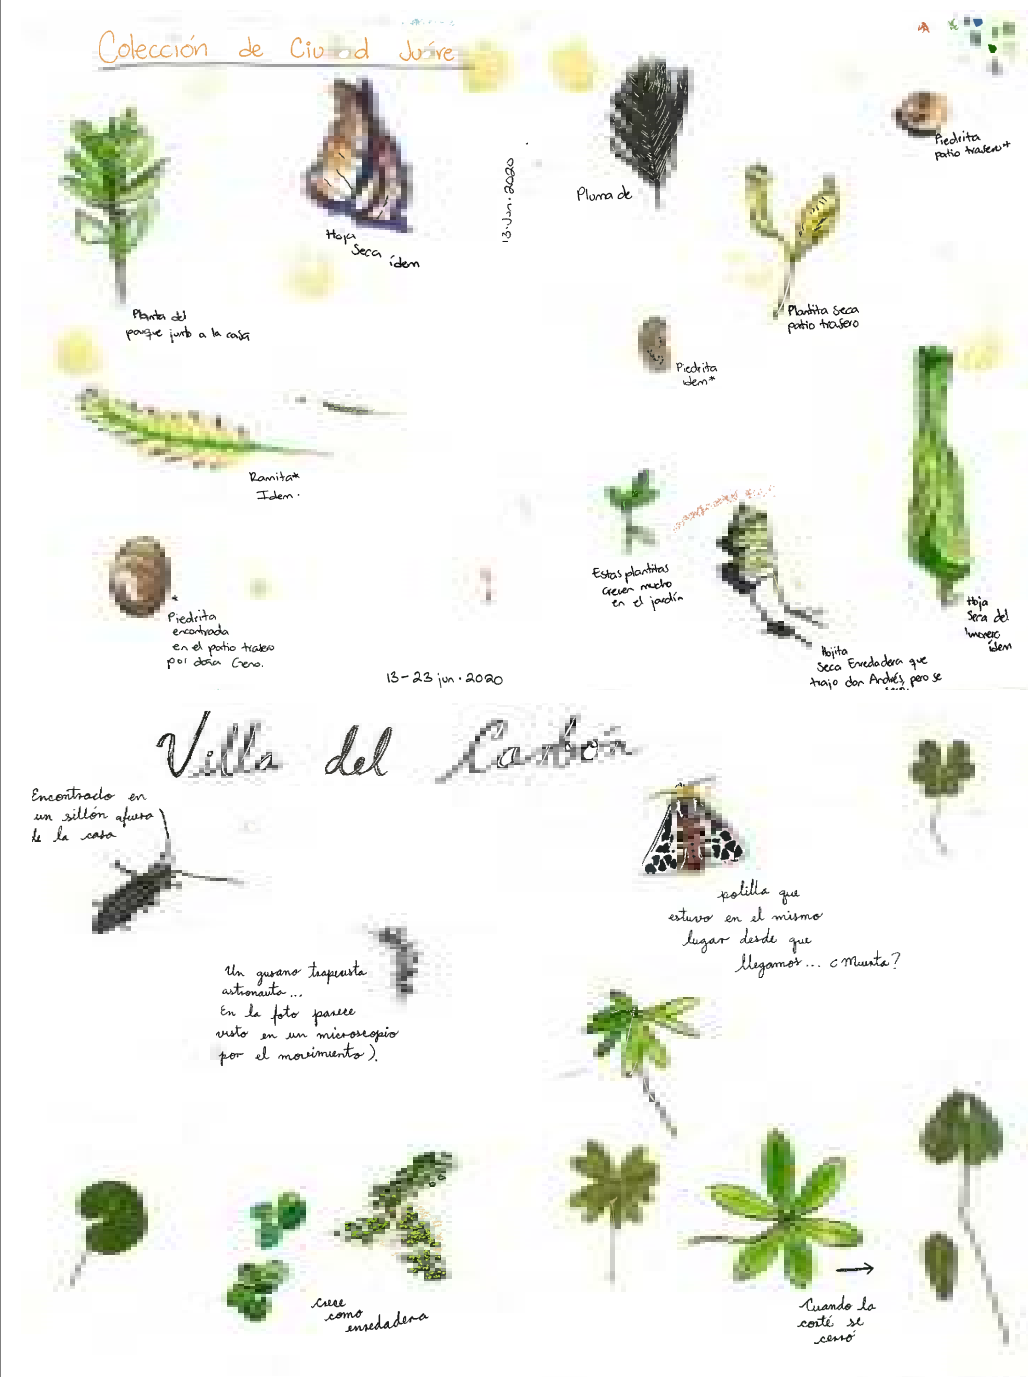 Colección de Ciudad Juáre
Planta del
parque junto a la casa
Hoja
Seca
ídem
13·Jun·2020
Pluma de
Piedrita
patio trasero*
Plantita seca
patio trasero
Piedrita
idem*
Ramita*
Idem.
Estas plantitas
crecen mucho
en el jardín
Hoja
Seca del
ídem
Hojita
Seca Enredadera que
trajo don Andrés, pero se
*
Piedrita
encontrada
en el patio trasero
por doña Geno.
13-23 jun·2020
Villa del Carbón
Encontrado en
un sillón afuera
de la casa
polilla que
estuvo en el mismo
lugar desde que
llegamos... ¿Muerta?
Un gusano trapecista
astronauta...
En la foto parece
visto en un microscopio
por el movimiento).
crece
como
enredadera
Cuando la
corté se
cerró